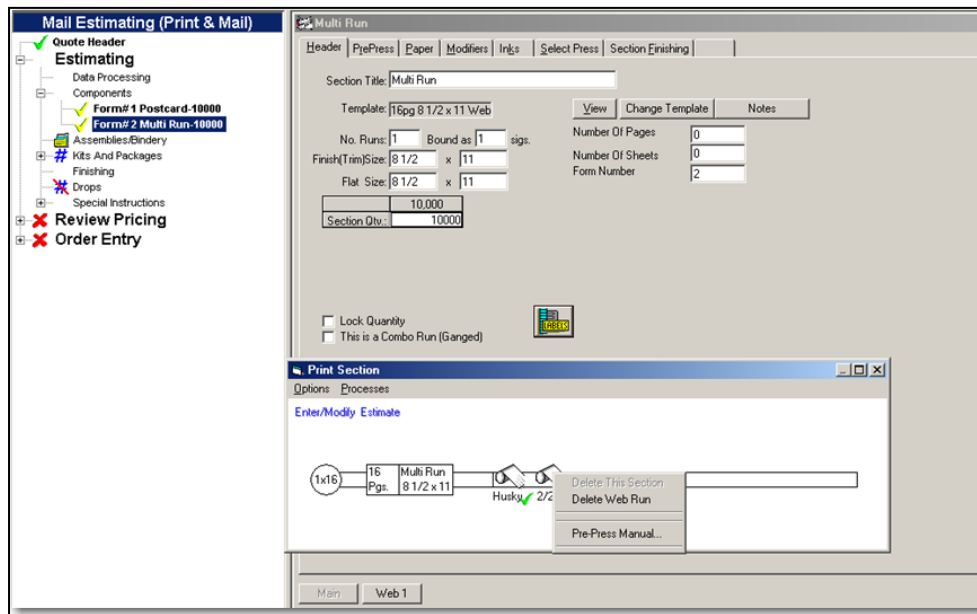 Mail Estimating (Print & Mail)
Quote Header
Estimating
Data Processing
Components
Form# 1 Postcard-10000
Form# 2 Multi Run-10000
Assemblies/Bindery
Kits And Packages
Finishing
Drops
Special Instructions
Review Pricing
Order Entry
Multi Run
Header PrePress Paper Modifiers Inks Select Press Section Finishing
Section Title: Multi Run
Template: 16pg 8 1/2 x 11 Web View Change Template Notes
No. Runs: 1 Bound as 1 sigs. Number Of Pages 0
Finish(Trim)Size: 8 1/2 x 11 Number Of Sheets 0
Flat Size: 8 1/2 x 11 Form Number 2
10,000
Section Qty.: 10000
Lock Quantity
This is a Combo Run (Ganged)
LABELS
Print Section
Options Processes
Enter/Modify Estimate
1x16
16 Pgs.
Multi Run 8 1/2 x 11
Husky 2/2
Delete This Section
Delete Web Run
Pre-Press Manual...
Main Web 1